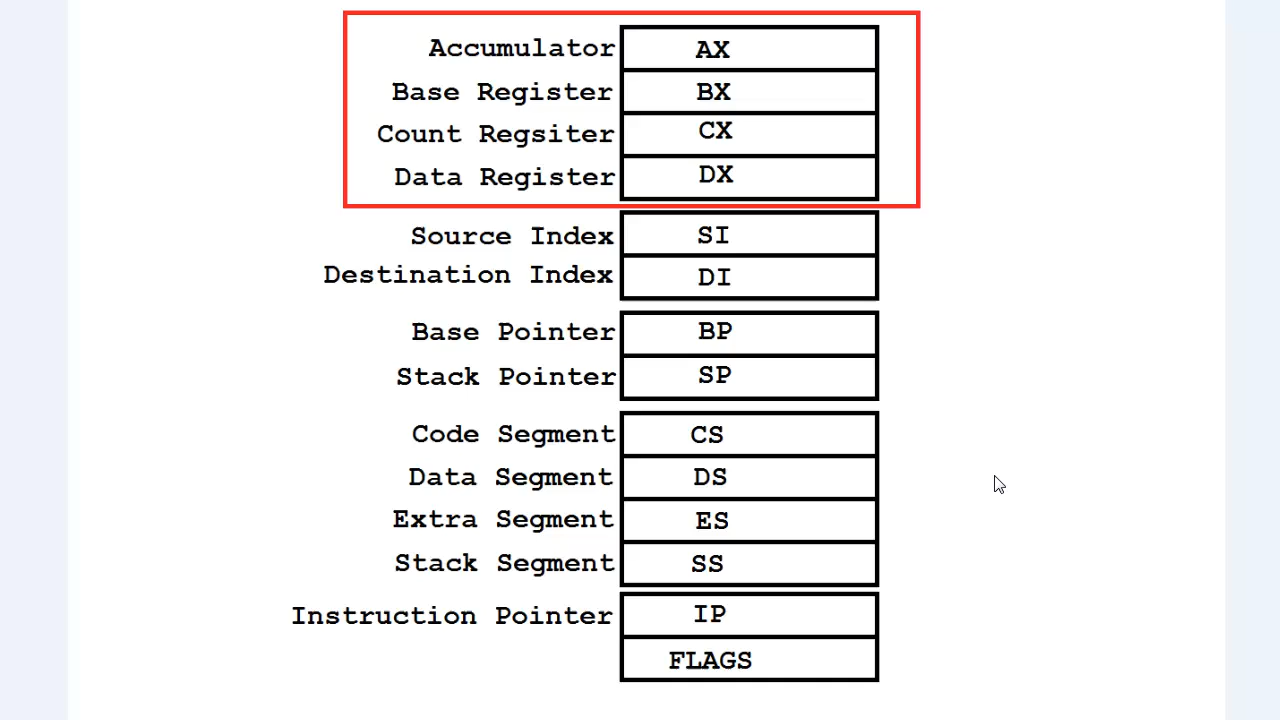 Accumulator AX
Base Register BX
Count Regsiter CX
Data Register DX
Source Index SI
Destination Index DI
Base Pointer BP
Stack Pointer SP
Code Segment CS
Data Segment DS
Extra Segment ES
Stack Segment SS
Instruction Pointer IP
FLAGS